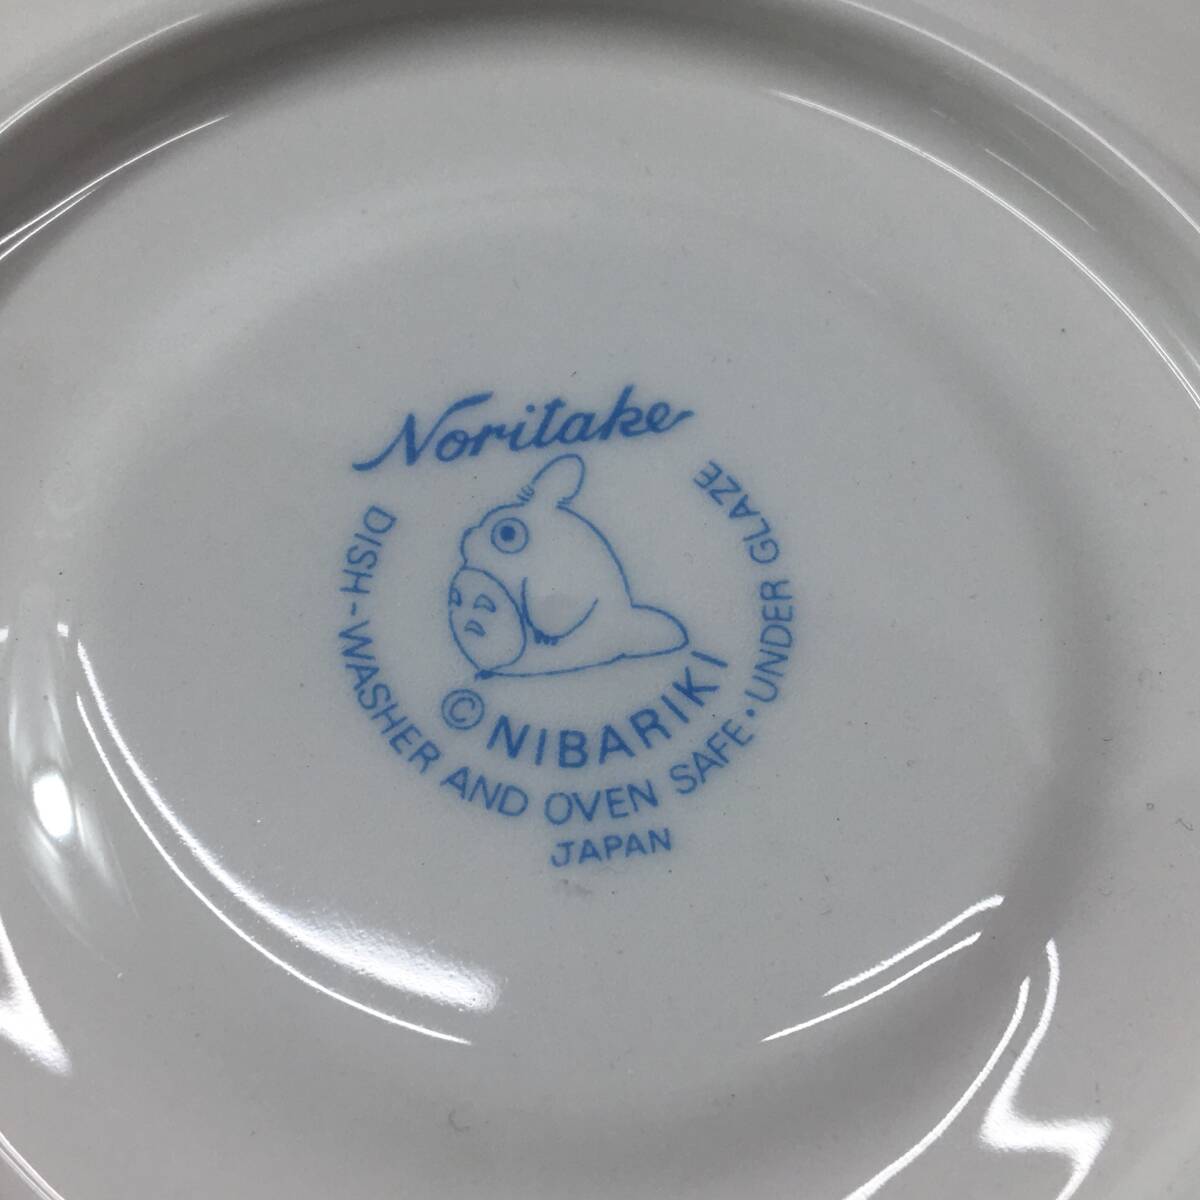 Noritake
© NIBARIKI
DISH-WASHER AND OVEN SAFE · UNDER GLAZE
JAPAN